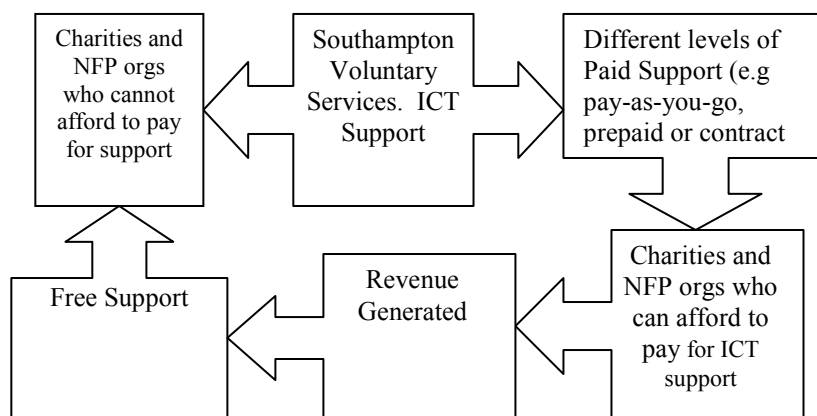 Charities and
NFP orgs
who cannot
afford to pay
for support
Southampton
Voluntary
Services.  ICT
Support
Different levels of
Paid Support (e.g
pay-as-you-go,
prepaid or contract
Free Support
Revenue
Generated
Charities and
NFP orgs who
can afford to
pay for ICT
support